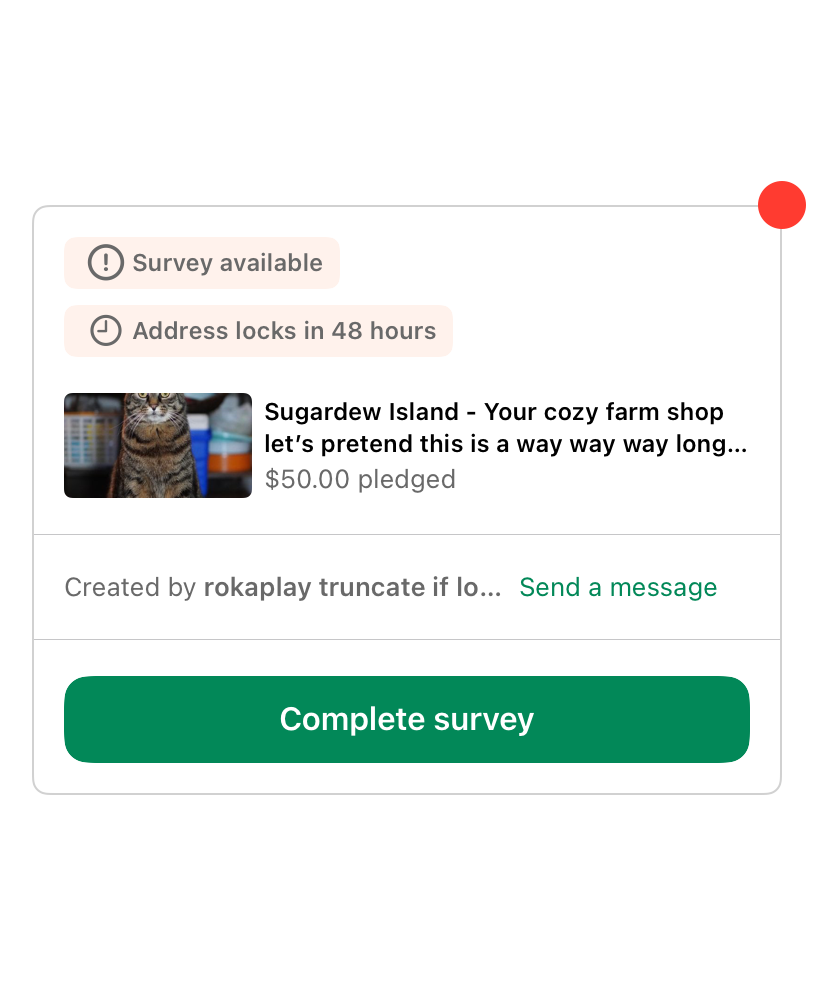 Survey available
Address locks in 48 hours
Sugardew Island - Your cozy farm shop
let’s pretend this is a way way way long...
$50.00 pledged
Created by rokaplay truncate if lo... Send a message
Complete survey